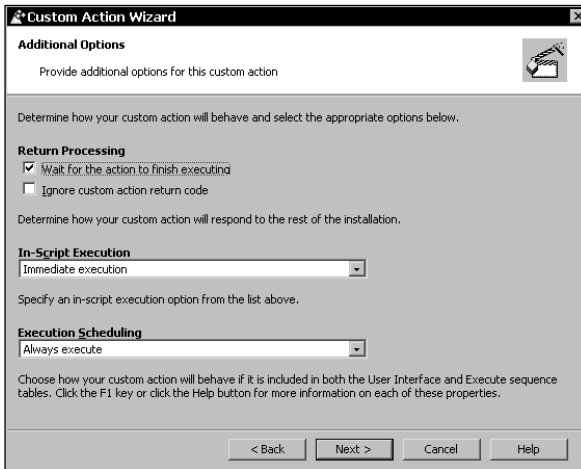 Custom Action Wizard
Additional Options
Provide additional options for this custom action
Determine how your custom action will behave and select the appropriate options below.
Return Processing
Wait for the action to finish executing
Ignore custom action return code
Determine how your custom action will respond to the rest of the installation.
In-Script Execution
Immediate execution
Specify an in-script execution option from the list above.
Execution Scheduling
Always execute
Choose how your custom action will behave if it is included in both the User Interface and Execute sequence
tables. Click the F1 key or click the Help button for more information on each of these properties.
< Back Next > Cancel Help